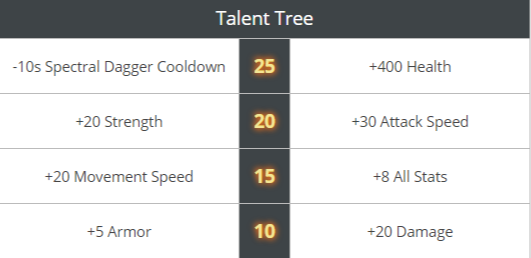 Talent Tree
-10s Spectral Dagger Cooldown 25 +400 Health
+20 Strength 20 +30 Attack Speed
+20 Movement Speed 15 +8 All Stats
+5 Armor 10 +20 Damage